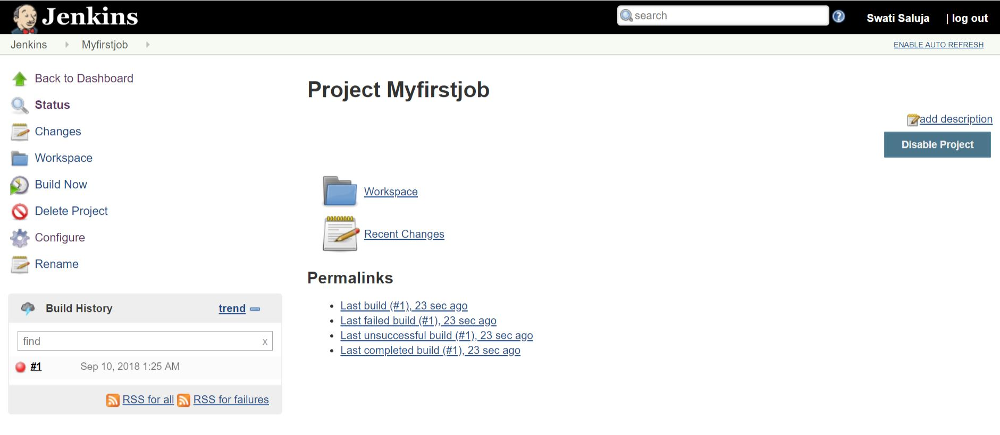 Jenkins
search
Swati Saluja | log out
Jenkins Myfirstjob
ENABLE AUTO REFRESH
Back to Dashboard
Status
Changes
Workspace
Build Now
Delete Project
Configure
Rename
Build History trend
find x
#1 Sep 10, 2018 1:25 AM
RSS for all RSS for failures
Project Myfirstjob
add description
Disable Project
Workspace
Recent Changes
Permalinks
Last build (#1), 23 sec ago
Last failed build (#1), 23 sec ago
Last unsuccessful build (#1), 23 sec ago
Last completed build (#1), 23 sec ago